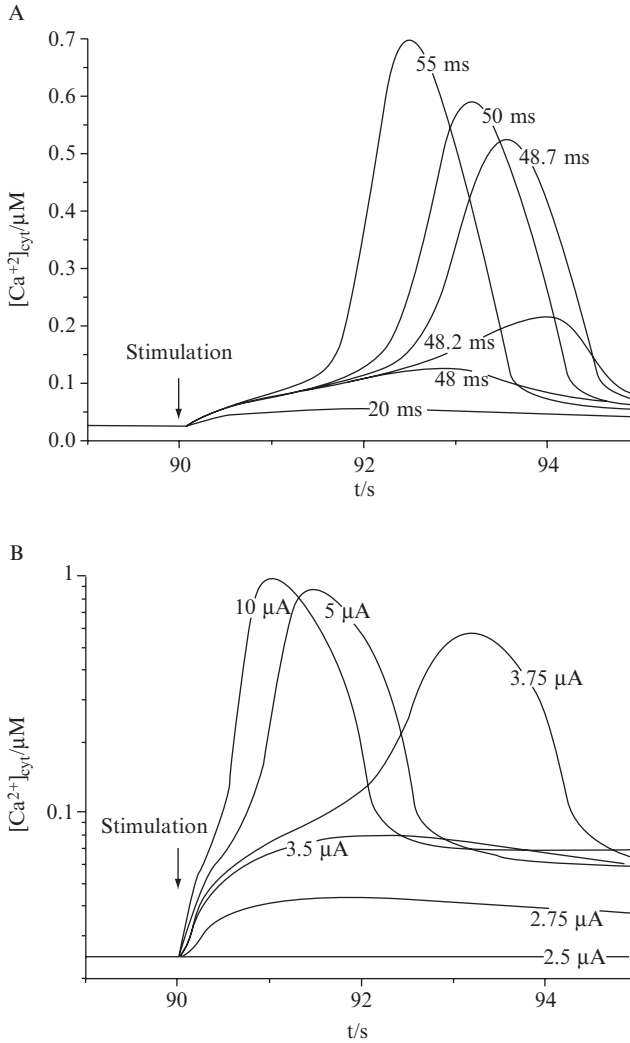 A
[Ca+2]cyt/μM
0.7
0.6
0.5
0.4
0.3
0.2
0.1
0.0
55 ms
50 ms
48.7 ms
48.2 ms
48 ms
20 ms
Stimulation
90
92
94
t/s
B
[Ca2+]cyt/μM
1
0.1
10 μA
5 μA
3.75 μA
Stimulation
3.5 μA
2.75 μA
2.5 μA
90
92
94
t/s